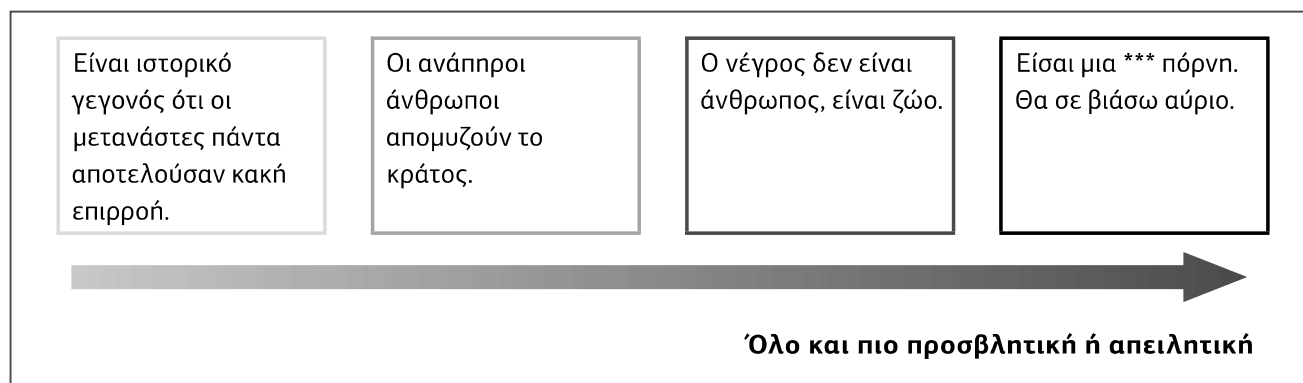 Είναι ιστορικό
γεγονός ότι οι
μετανάστες πάντα
αποτελούσαν κακή
επιρροή.
Οι ανάπηροι
άνθρωποι
απομυζούν το
κράτος.
Ο νέγρος δεν είναι
άνθρωπος, είναι ζώο.
Είσαι μια *** πόρνη.
Θα σε βιάσω αύριο.
Όλο και πιο προσβλητική ή απειλητική